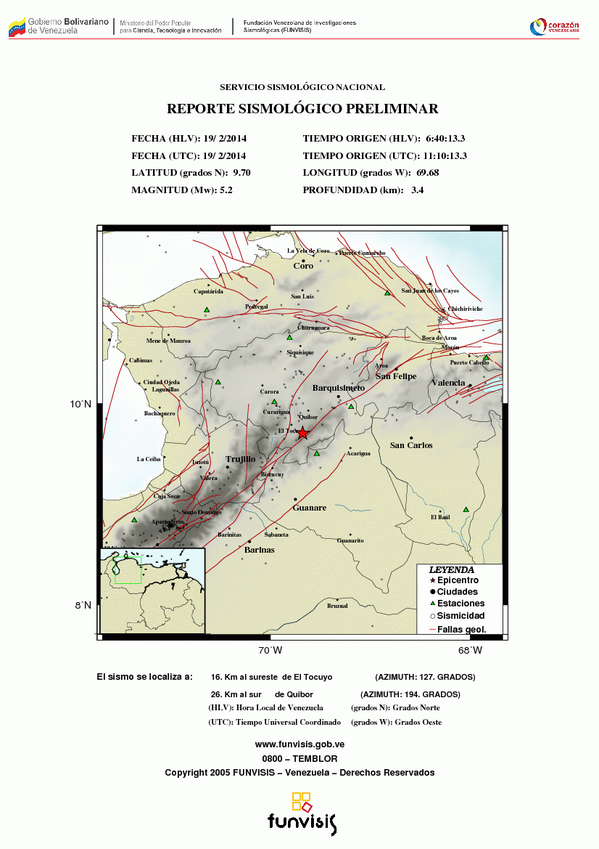 Gobierno Bolivariano de Venezuela
Ministerio del Poder Popular para Ciencia, Tecnología e Innovación
Fundación Venezolana de Investigaciones Sismológicas (FUNVISIS)
corazón VENEZOLANO
SERVICIO SISMOLÓGICO NACIONAL
REPORTE SISMOLÓGICO PRELIMINAR
FECHA (HLV): 19/ 2/2014 TIEMPO ORIGEN (HLV): 6:40:13.3
FECHA (UTC): 19/ 2/2014 TIEMPO ORIGEN (UTC): 11:10:13.3
LATITUD (grados N): 9.70 LONGITUD (grados W): 69.68
MAGNITUD (Mw): 5.2 PROFUNDIDAD (km): 3.4
La Vela de Coro
Puerto Cumarebo
Coro
Capatárida
San Luis
San Juan de los Cayos
Pedregal
Chichiriviche
Churuguara
Mene de Mauroa
Boca de Aroa
Siquisique
Morón
Cabimas
Aroa
Puerto Cabello
San Felipe
Ciudad Ojeda
Lagunillas
Carora
Barquisimeto
Valencia
10°N
Bachaquero
Curarigua
Quibor
El Tocuyo
San Carlos
La Ceiba
Trujillo
Acarigua
Valera
Biscucuy
Caja Seca
Santo Domingo
Guanare
Apartaderos
El Baúl
Barinitas
Sabaneta
Guanarito
Barinas
LEYENDA
Epicentro
Ciudades
Estaciones
Sismicidad
Fallas geol.
8°N
Bruzual
70°W
68°W
El sismo se localiza a: 16. Km al sureste de El Tocuyo (AZIMUTH: 127. GRADOS)
26. Km al sur de Quibor (AZIMUTH: 194. GRADOS)
(HLV): Hora Local de Venezuela (grados N): Grados Norte
(UTC): Tiempo Universal Coordinado (grados W): Grados Oeste
www.funvisis.gob.ve
0800 − TEMBLOR
Copyright 2005 FUNVISIS − Venezuela − Derechos Reservados
funvisis